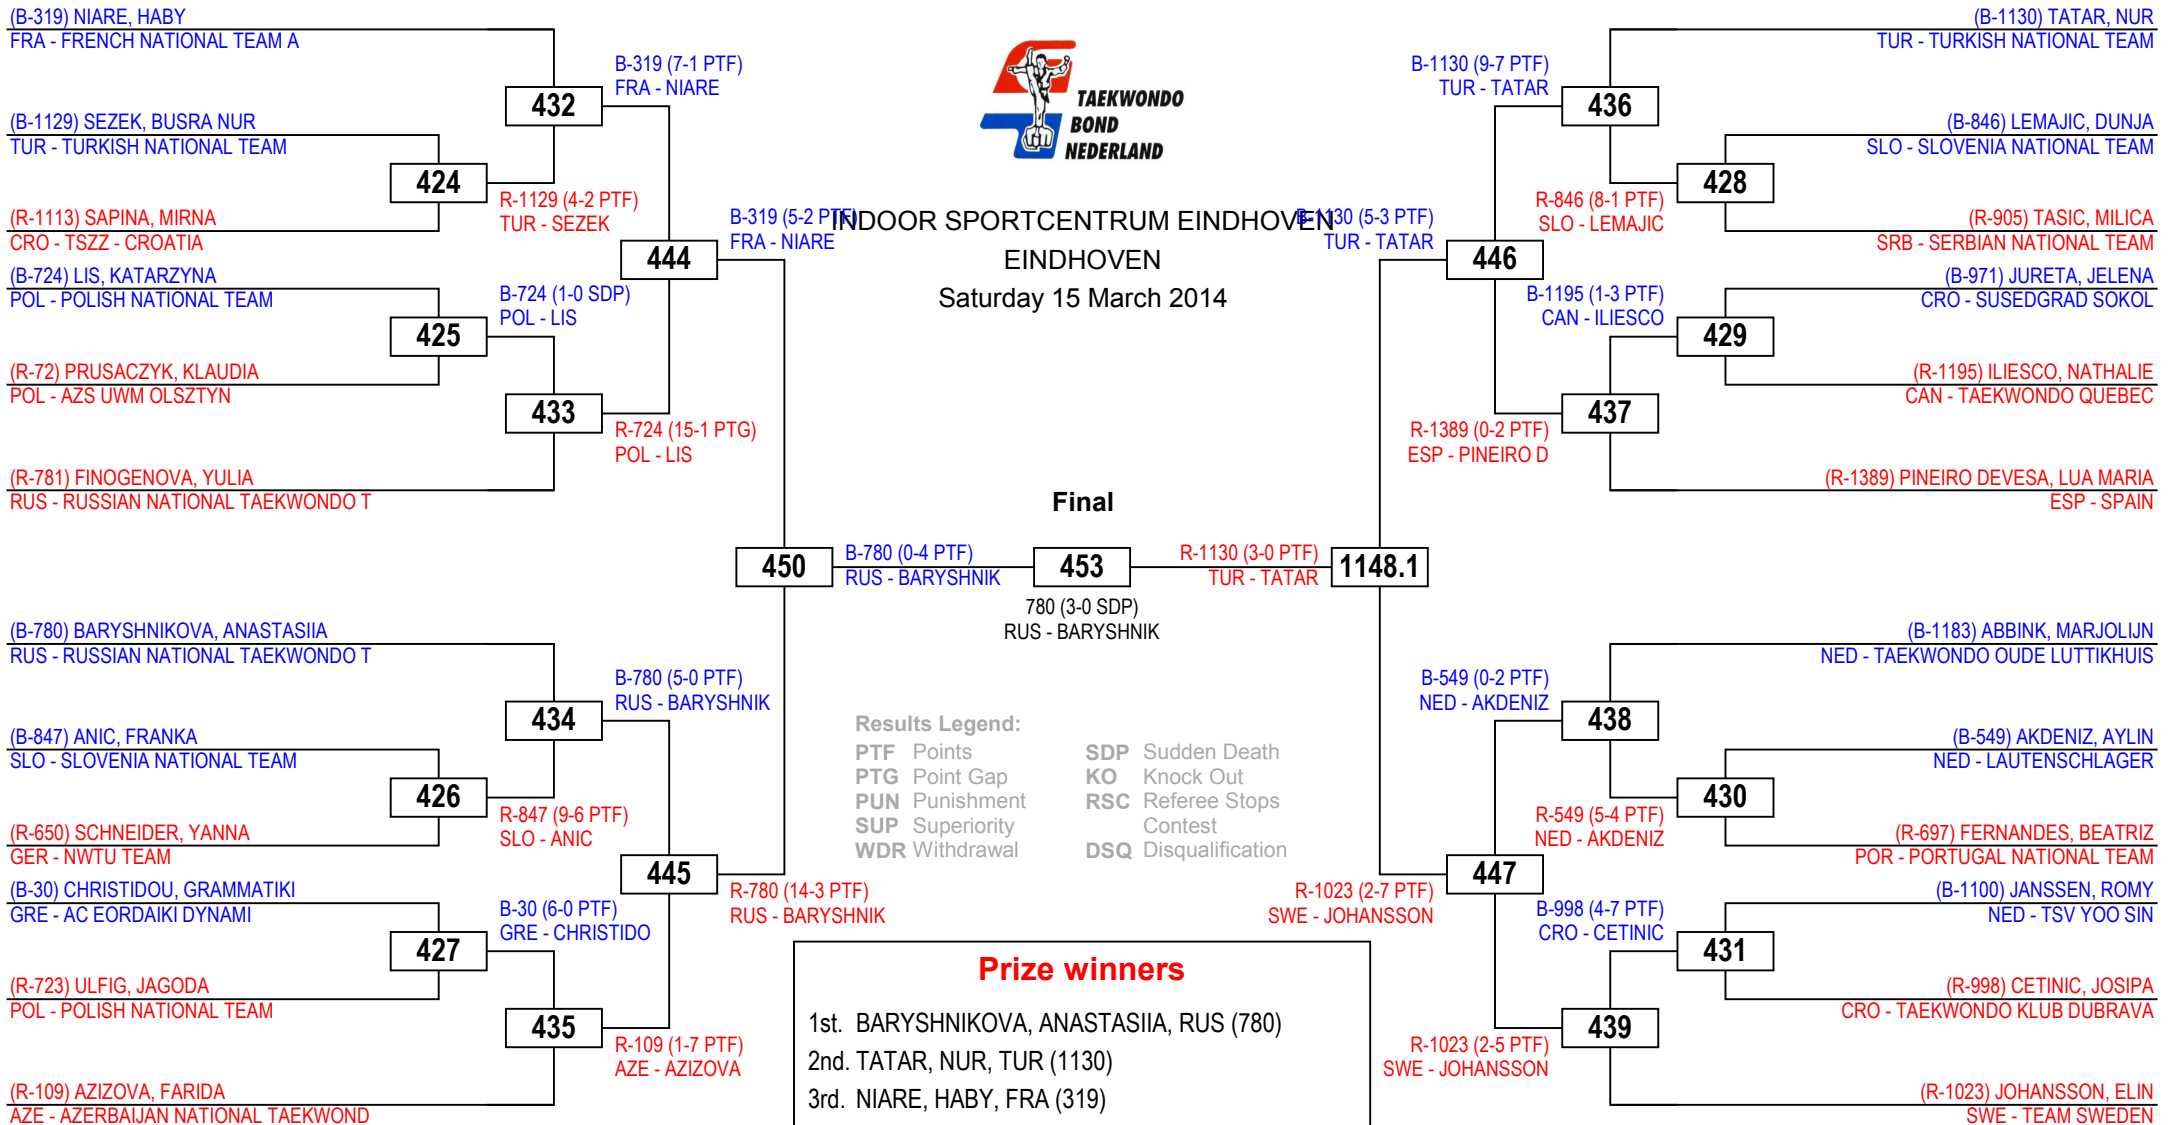 (B-319) NIARE, HABY
FRA - FRENCH NATIONAL TEAM A
(B-1129) SEZEK, BUSRA NUR
TUR - TURKISH NATIONAL TEAM
(R-1113) SAPINA, MIRNA
CRO - TSZZ - CROATIA
(B-724) LIS, KATARZYNA
POL - POLISH NATIONAL TEAM
(R-72) PRUSACZYK, KLAUDIA
POL - AZS UWM OLSZTYN
(R-781) FINOGENOVA, YULIA
RUS - RUSSIAN NATIONAL TAEKWONDO T
(B-780) BARYSHNIKOVA, ANASTASIIA
RUS - RUSSIAN NATIONAL TAEKWONDO T
(B-847) ANIC, FRANKA
SLO - SLOVENIA NATIONAL TEAM
(R-650) SCHNEIDER, YANNA
GER - NWTU TEAM
(B-30) CHRISTIDOU, GRAMMATIKI
GRE - AC EORDAIKI DYNAMI
(R-723) ULFIG, JAGODA
POL - POLISH NATIONAL TEAM
(R-109) AZIZOVA, FARIDA
AZE - AZERBAIJAN NATIONAL TAEKWOND
424
R-1129 (4-2 PTF)
TUR - SEZEK
425
B-724 (1-0 SDP)
POL - LIS
426
R-847 (9-6 PTF)
SLO - ANIC
427
B-30 (6-0 PTF)
GRE - CHRISTIDO
432
B-319 (7-1 PTF)
FRA - NIARE
433
R-724 (15-1 PTG)
POL - LIS
434
B-780 (5-0 PTF)
RUS - BARYSHNIK
435
R-109 (1-7 PTF)
AZE - AZIZOVA
444
B-319 (5-2 PTF)
FRA - NIARE
445
R-780 (14-3 PTF)
RUS - BARYSHNIK
450
B-780 (0-4 PTF)
RUS - BARYSHNIK
TAEKWONDO
BOND
NEDERLAND
INDOOR SPORTCENTRUM EINDHOVEN
EINDHOVEN
Saturday 15 March 2014
Final
453
780 (3-0 SDP)
RUS - BARYSHNIK
Results Legend:
PTF Points SDP Sudden Death
PTG Point Gap KO Knock Out
PUN Punishment RSC Referee Stops
SUP Superiority Contest
WDR Withdrawal DSQ Disqualification
Prize winners
1st. BARYSHNIKOVA, ANASTASIIA, RUS (780)
2nd. TATAR, NUR, TUR (1130)
3rd. NIARE, HABY, FRA (319)
R-1130 (3-0 PTF)
TUR - TATAR
1148.1
B-1130 (5-3 PTF)
TUR - TATAR
446
R-1023 (2-7 PTF)
SWE - JOHANSSON
447
B-1130 (9-7 PTF)
TUR - TATAR
436
R-1389 (0-2 PTF)
ESP - PINEIRO D
437
B-549 (0-2 PTF)
NED - AKDENIZ
438
R-1023 (2-5 PTF)
SWE - JOHANSSON
439
R-846 (8-1 PTF)
SLO - LEMAJIC
428
B-1195 (1-3 PTF)
CAN - ILIESCO
429
R-549 (5-4 PTF)
NED - AKDENIZ
430
B-998 (4-7 PTF)
CRO - CETINIC
431
(B-1130) TATAR, NUR
TUR - TURKISH NATIONAL TEAM
(B-846) LEMAJIC, DUNJA
SLO - SLOVENIA NATIONAL TEAM
(R-905) TASIC, MILICA
SRB - SERBIAN NATIONAL TEAM
(B-971) JURETA, JELENA
CRO - SUSEDGRAD SOKOL
(R-1195) ILIESCO, NATHALIE
CAN - TAEKWONDO QUEBEC
(R-1389) PINEIRO DEVESA, LUA MARIA
ESP - SPAIN
(B-1183) ABBINK, MARJOLIJN
NED - TAEKWONDO OUDE LUTTIKHUIS
(B-549) AKDENIZ, AYLIN
NED - LAUTENSCHLAGER
(R-697) FERNANDES, BEATRIZ
POR - PORTUGAL NATIONAL TEAM
(B-1100) JANSSEN, ROMY
NED - TSV YOO SIN
(R-998) CETINIC, JOSIPA
CRO - TAEKWONDO KLUB DUBRAVA
(R-1023) JOHANSSON, ELIN
SWE - TEAM SWEDEN